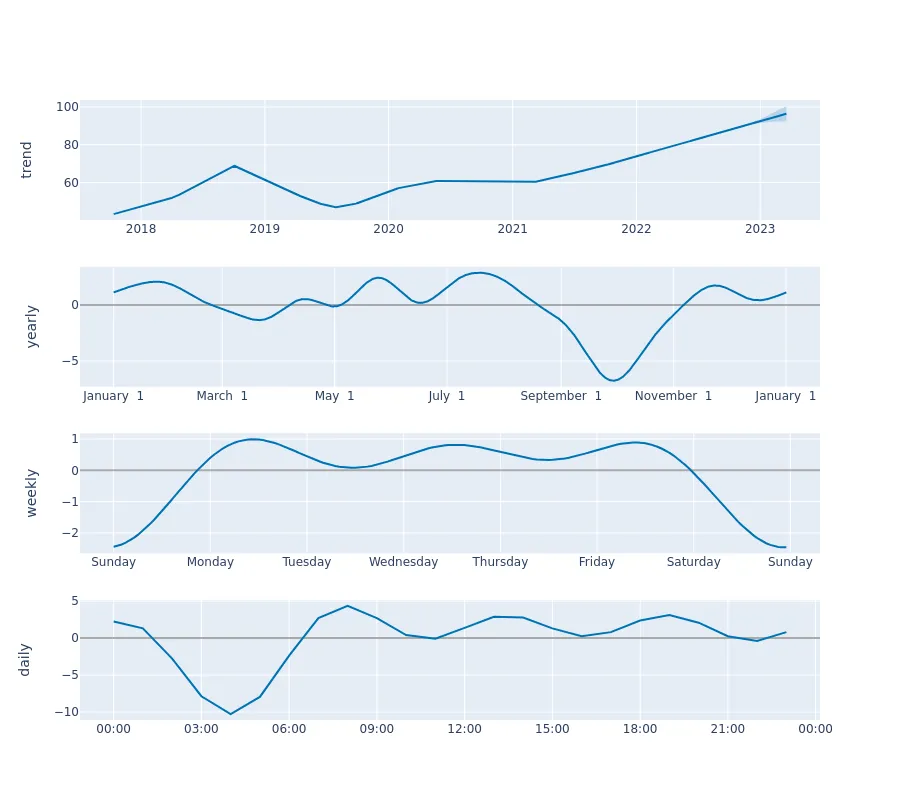 trend
100
80
60
2018 2019 2020 2021 2022 2023
yearly
0
−5
January 1 March 1 May 1 July 1 September 1 November 1 January 1
weekly
1
0
−1
−2
Sunday Monday Tuesday Wednesday Thursday Friday Saturday Sunday
daily
5
0
−5
−10
00:00 03:00 06:00 09:00 12:00 15:00 18:00 21:00 00:00